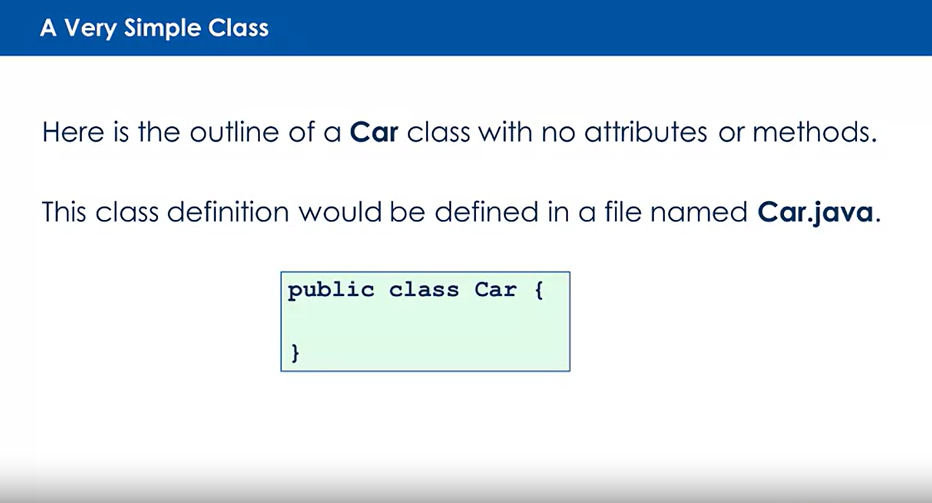 A Very Simple Class
Here is the outline of a Car class with no attributes or methods.
This class definition would be defined in a file named Car.java.
public class Car {
}